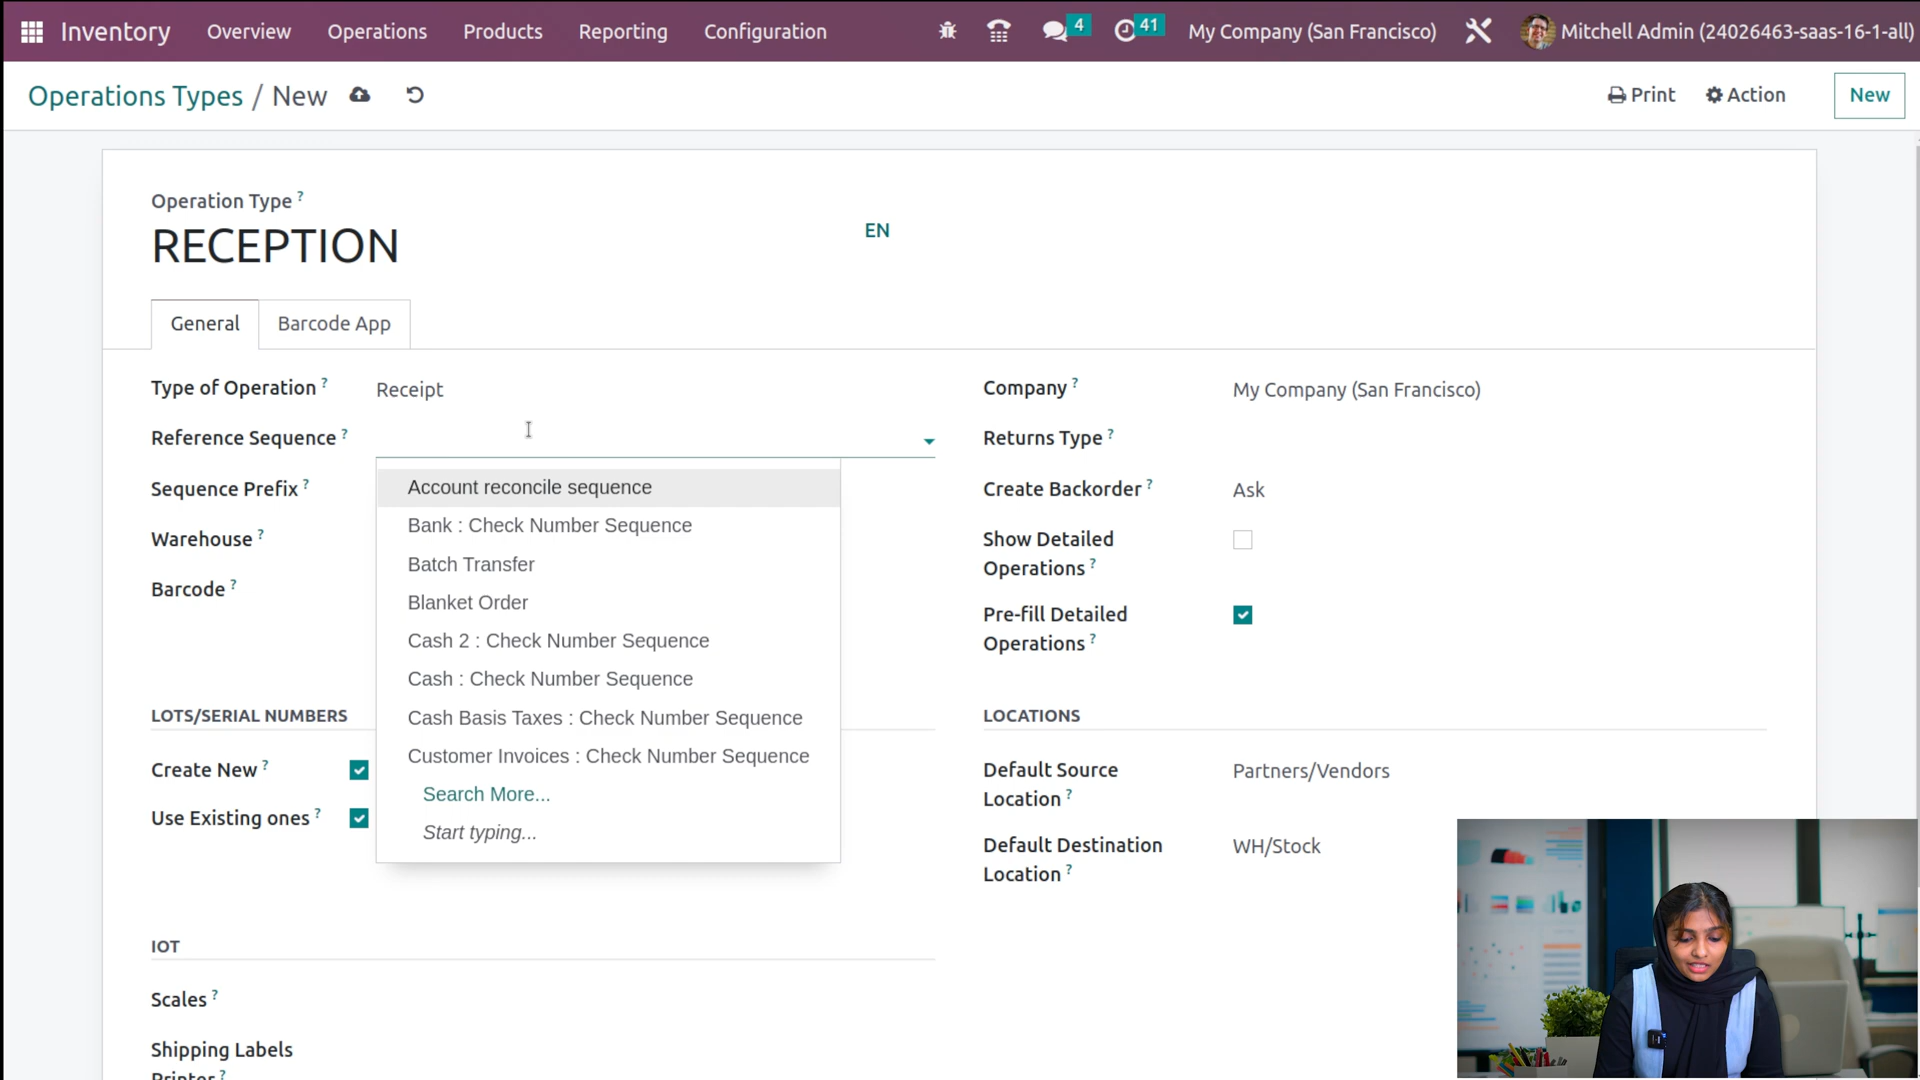 Inventory Overview Operations Products Reporting Configuration 4 41 My Company (San Francisco) Mitchell Admin (24026463-saas-16-1-all)
Operations Types / New Print Action New
Operation Type ?
RECEPTION EN
General Barcode App
Type of Operation ? Receipt Company ? My Company (San Francisco)
Reference Sequence ? Returns Type ?
Sequence Prefix ? Account reconcile sequence Create Backorder ? Ask
Bank : Check Number Sequence
Warehouse ? Show Detailed
Batch Transfer Operations ?
Barcode ? Blanket Order Pre-fill Detailed
Cash 2 : Check Number Sequence Operations ?
Cash : Check Number Sequence
LOTS/SERIAL NUMBERS Cash Basis Taxes : Check Number Sequence LOCATIONS
Customer Invoices : Check Number Sequence
Create New ? Search More... Default Source Partners/Vendors
Location ?
Use Existing ones ? Start typing...
Default Destination WH/Stock
Location ?
IOT
Scales ?
Shipping Labels
Printer ?